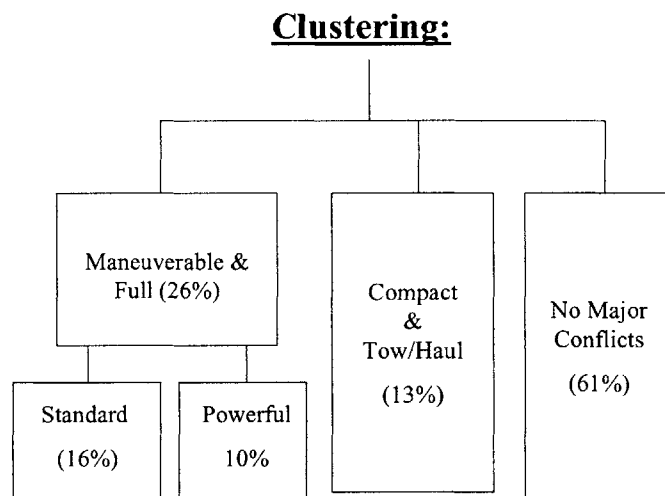 Clustering:
Maneuverable &
Full (26%)
Compact
&
Tow/Haul
(13%)
No Major
Conflicts
(61%)
Standard
(16%)
Powerful
10%